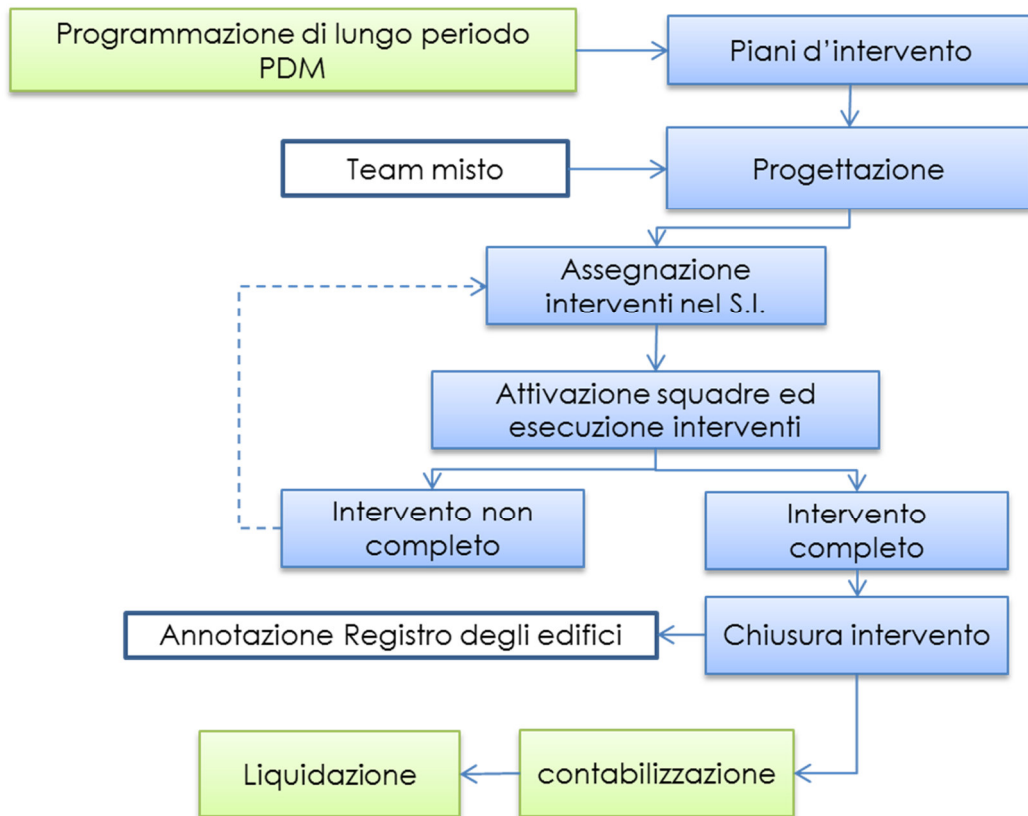 Programmazione di lungo periodo
PDM
Piani d'intervento
Team misto
Progettazione
Assegnazione
interventi nel S.I.
Attivazione squadre ed
esecuzione interventi
Intervento non
completo
Intervento
completo
Annotazione Registro degli edifici
Chiusura intervento
Liquidazione
contabilizzazione